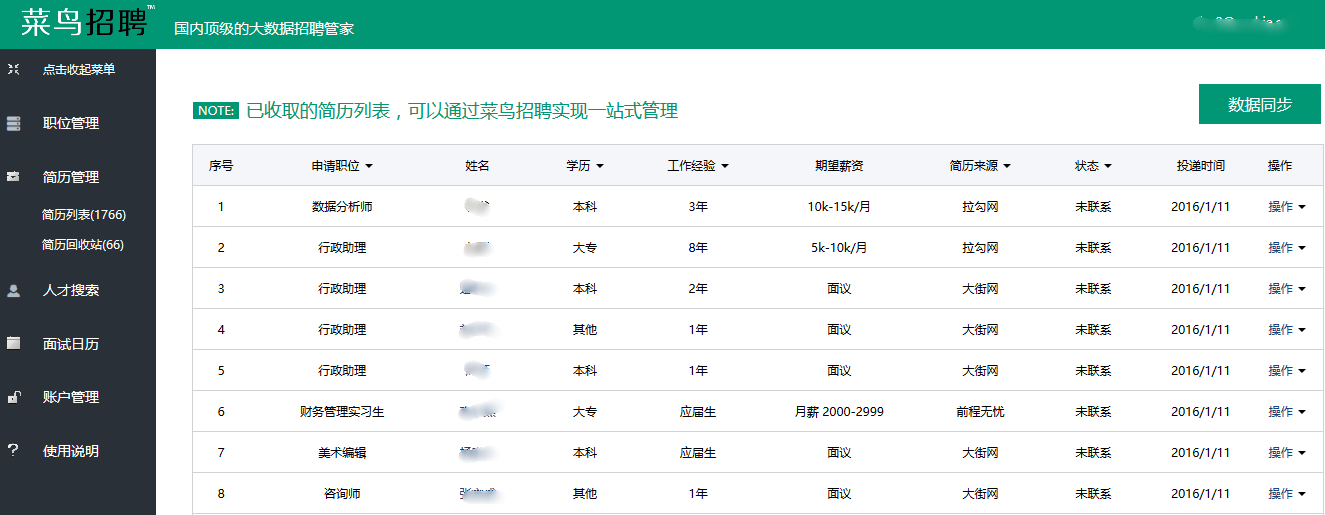 菜鸟招聘™ 国内顶级的大数据招聘管家
点击收起菜单
职位管理
简历管理
简历列表(1766)
简历回收站(66)
人才搜索
面试日历
账户管理
使用说明
NOTE: 已收取的简历列表，可以通过菜鸟招聘实现一站式管理
数据同步
序号 申请职位 姓名 学历 工作经验 期望薪资 简历来源 状态 投递时间 操作
1 数据分析师 本科 3年 10k-15k/月 拉勾网 未联系 2016/1/11 操作
2 行政助理 大专 8年 5k-10k/月 拉勾网 未联系 2016/1/11 操作
3 行政助理 本科 2年 面议 大街网 未联系 2016/1/11 操作
4 行政助理 其他 1年 面议 大街网 未联系 2016/1/11 操作
5 行政助理 本科 1年 面议 大街网 未联系 2016/1/11 操作
6 财务管理实习生 大专 应届生 月薪 2000-2999 前程无忧 未联系 2016/1/11 操作
7 美术编辑 本科 应届生 面议 大街网 未联系 2016/1/11 操作
8 咨询师 其他 1年 面议 大街网 未联系 2016/1/11 操作